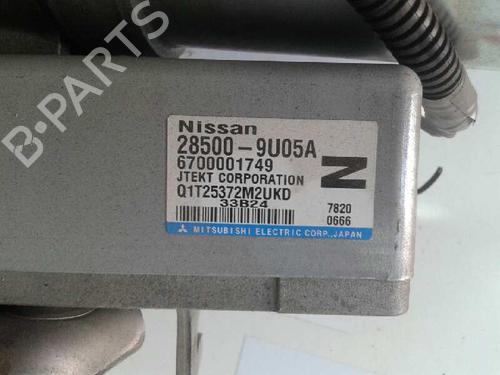 B-PARTS
Nissan
28500-9U05A
6700001749
JTEKT CORPORATION
Q1T25372M2UKD
33B24
N
7820
0666
MITSUBISHI ELECTRIC CORP., JAPAN